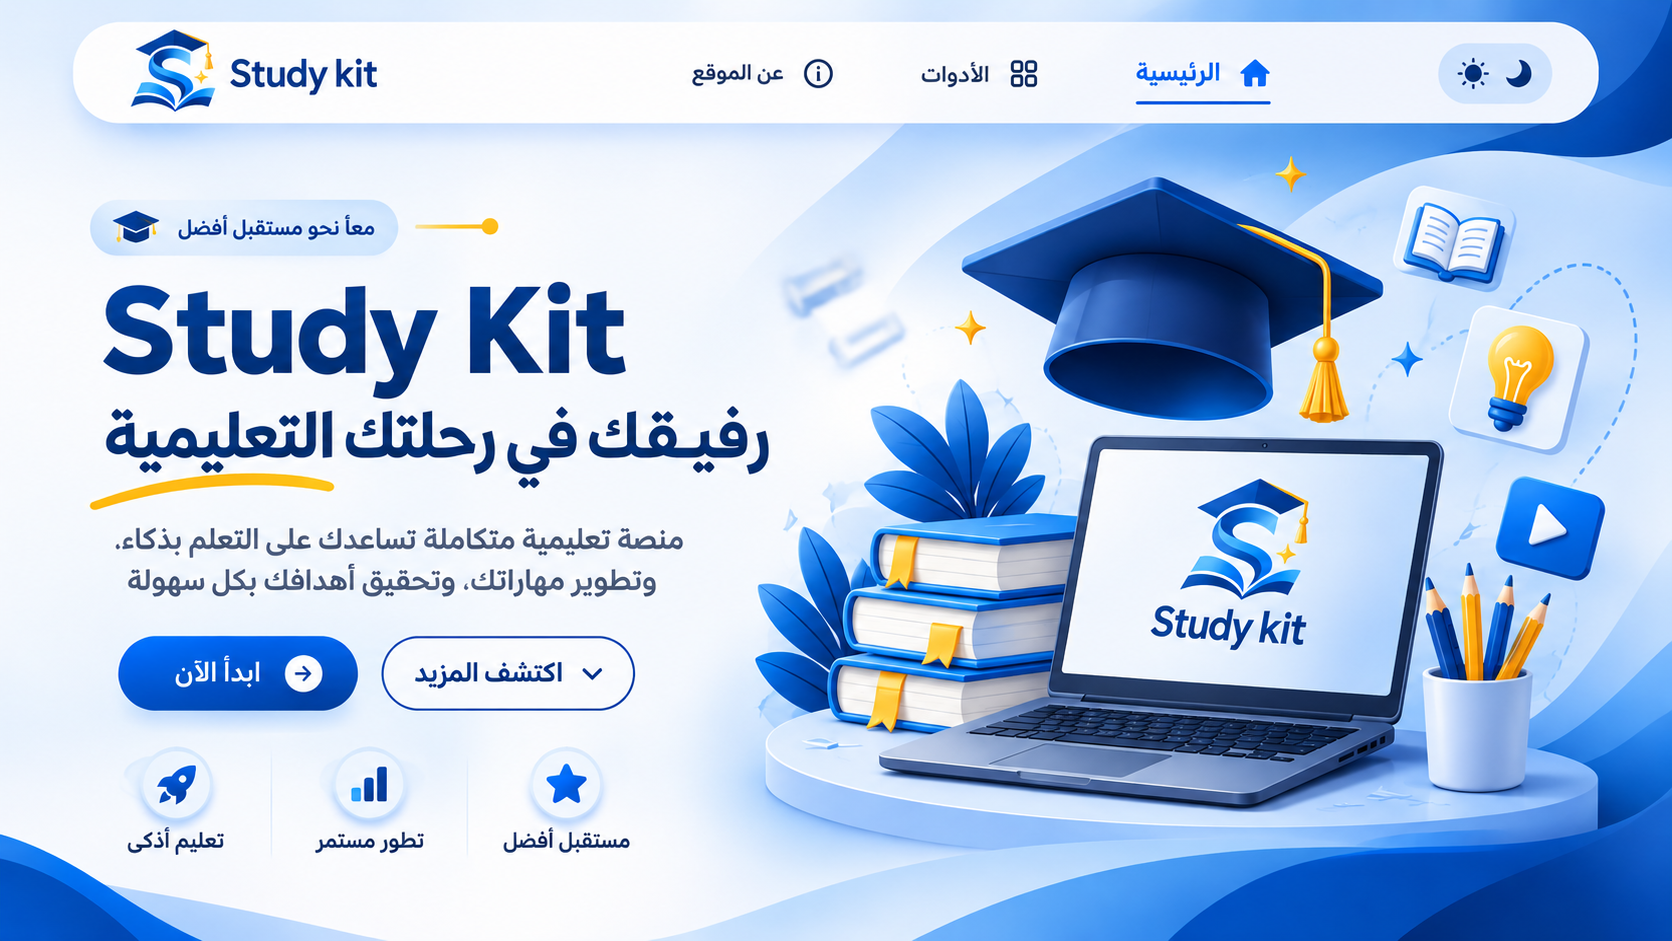 Study kit
الرئيسية
الأدوات
عن الموقع
معأ نحو مستقبل أفضل
Study Kit
رفيـقك في رحلتك التعليمية
منصة تعليمية متكاملة تساعدك على التعلم بذكاء،
وتطوير مهاراتك، وتحقيق أهدافك بكل سهولة
ابدأ الآن
اكتشف المزيد
تعليم أذكى
تطور مستمر
مستقبل أفضل
Study kit